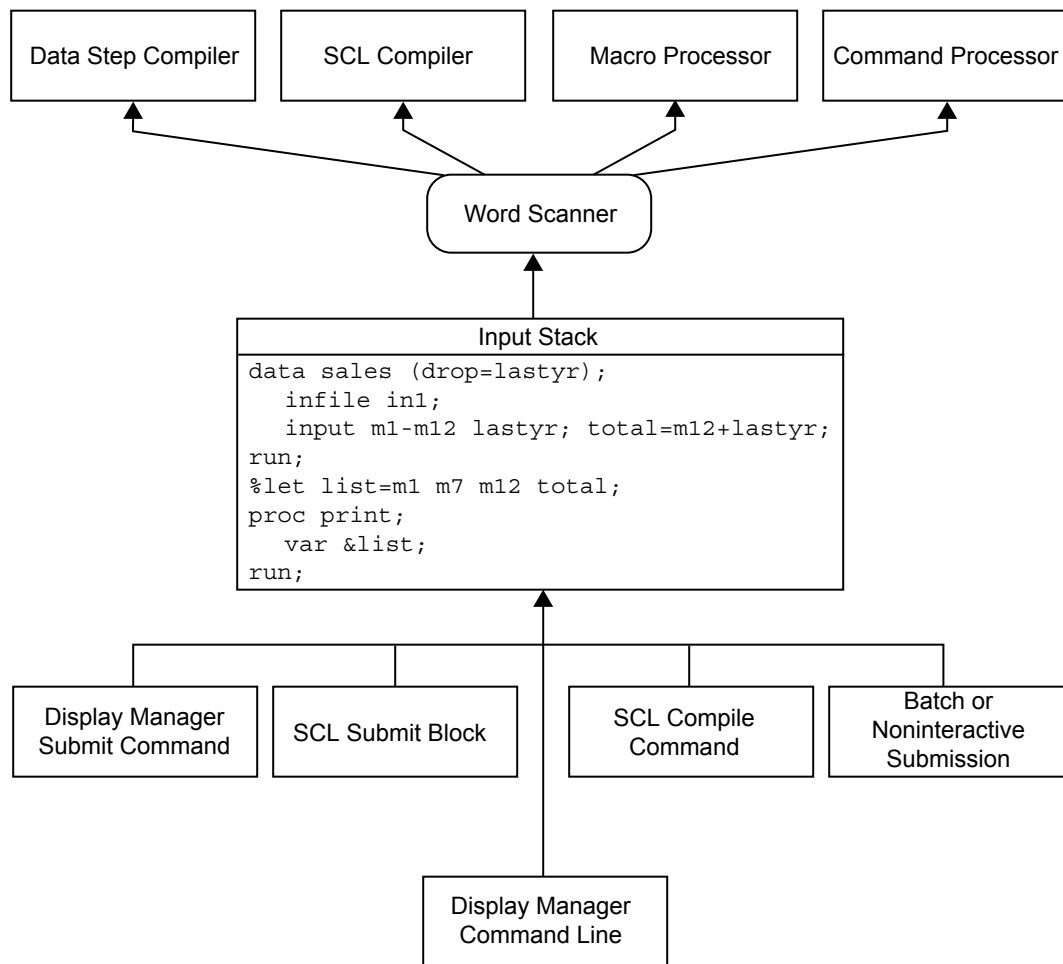 Data Step Compiler
SCL Compiler
Macro Processor
Command Processor
Word Scanner
Input Stack
data sales (drop=lastyr);
infile in1;
input m1-m12 lastyr; total=m12+lastyr;
run;
%let list=m1 m7 m12 total;
proc print;
var &list;
run;
Display Manager
Submit Command
SCL Submit Block
SCL Compile
Command
Batch or
Noninteractive
Submission
Display Manager
Command Line